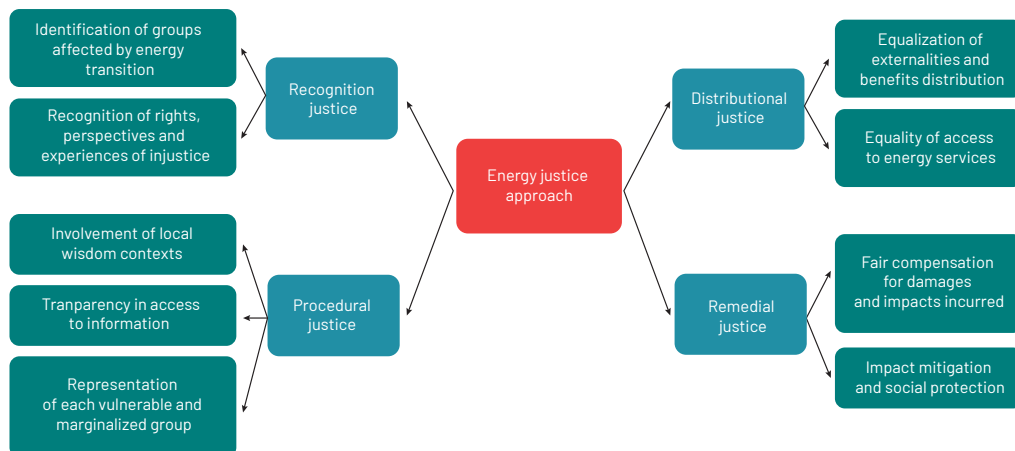 Identification of groups
affected by energy
transition
Recognition of rights,
perspectives and
experiences of injustice
Recognition
justice
Involvement of local
wisdom contexts
Tranparency in access
to information
Representation
of each vulnerable and
marginalized group
Procedural
justice
Energy justice
approach
Distributional
justice
Equalization of
externalities and
benefits distribution
Equality of access
to energy services
Remedial
justice
Fair compensation
for damages
and impacts incurred
Impact mitigation
and social protection